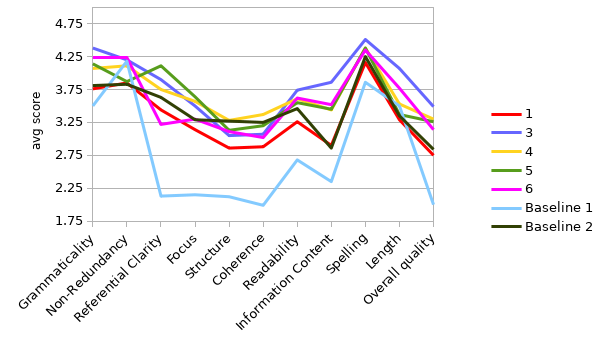 4.75
4.25
3.75
3.25
2.75
2.25
1.75
avg score
Grammaticality
Non-Redundancy
Referential Clarity
Focus
Structure
Coherence
Readability
Information Content
Spelling
Length
Overall quality
1
3
4
5
6
Baseline 1
Baseline 2